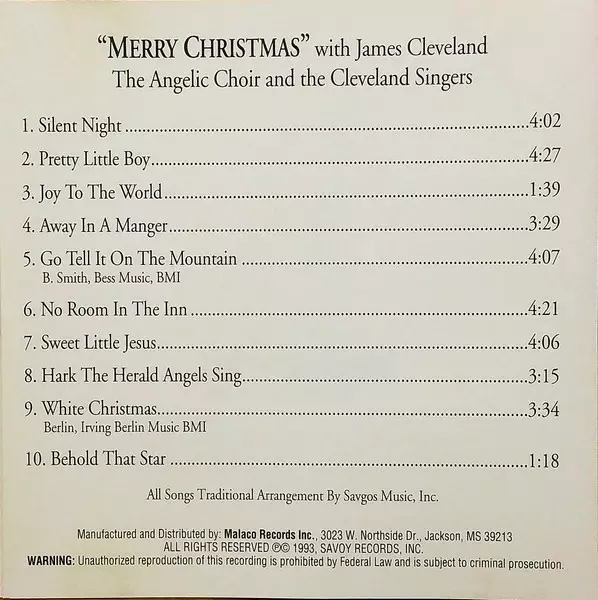 “MERRY CHRISTMAS” with James Cleveland
The Angelic Choir and the Cleveland Singers
1. Silent Night ........................................................................4:02
2. Pretty Little Boy..................................................................4:27
3. Joy To The World................................................................1:39
4. Away In A Manger...............................................................3:29
5. Go Tell It On The Mountain ..................................................4:07
B. Smith, Bess Music, BMI
6. No Room In The Inn ...........................................................4:21
7. Sweet Little Jesus.................................................................4:06
8. Hark The Herald Angels Sing..................................................3:15
9. White Christmas.................................................................3:34
Berlin, Irving Berlin Music BMI
10. Behold That Star ...............................................................1:18
All Songs Traditional Arrangement By Savgos Music, Inc.
Manufactured and Distributed by: Malaco Records Inc., 3023 W. Northside Dr., Jackson, MS 39213
ALL RIGHTS RESERVED ℗© 1993, SAVOY RECORDS, INC.
WARNING: Unauthorized reproduction of this recording is prohibited by Federal Law and is subject to criminal prosecution.